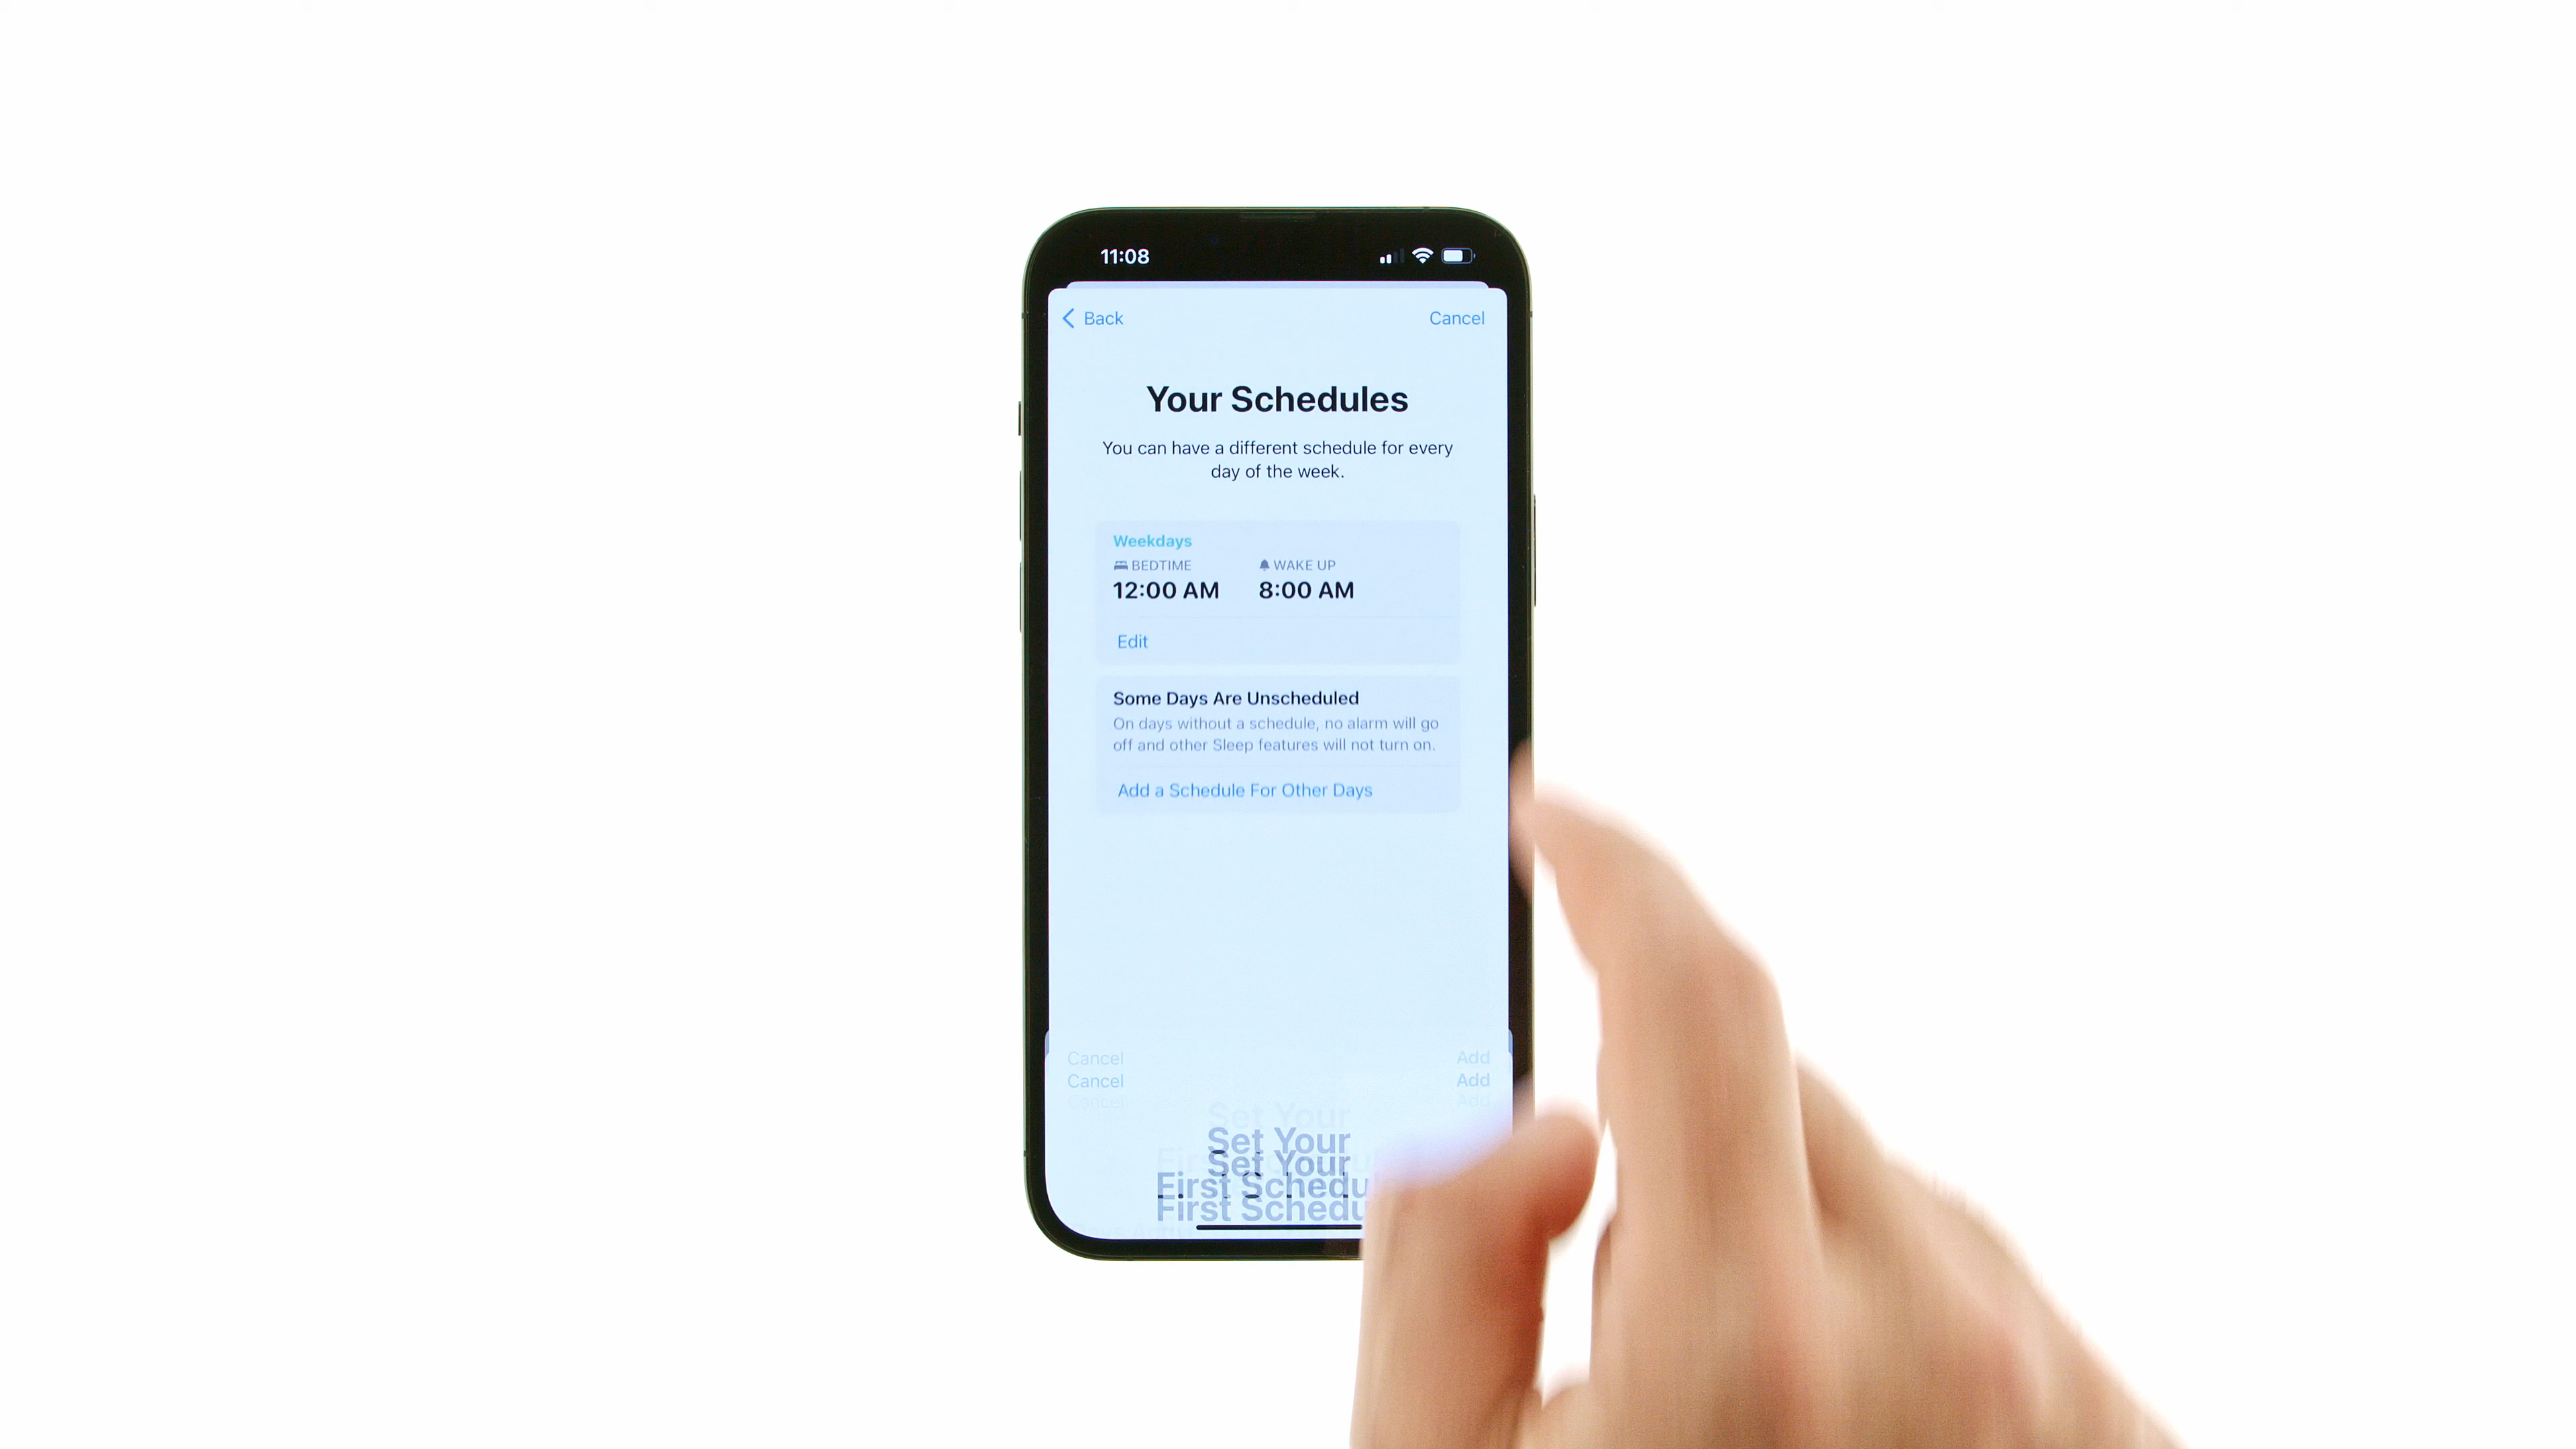 11:08
Back
Cancel
Your Schedules
You can have a different schedule for every
day of the week.
Weekdays
BEDTIME
WAKE UP
12:00 AM
8:00 AM
Edit
Some Days Are Unscheduled
On days without a schedule, no alarm will go
off and other Sleep features will not turn on.
Add a Schedule For Other Days
Cancel
Add
Cancel
Add
Cancel
Add
Set Your
Set Your
Set Your
First
First